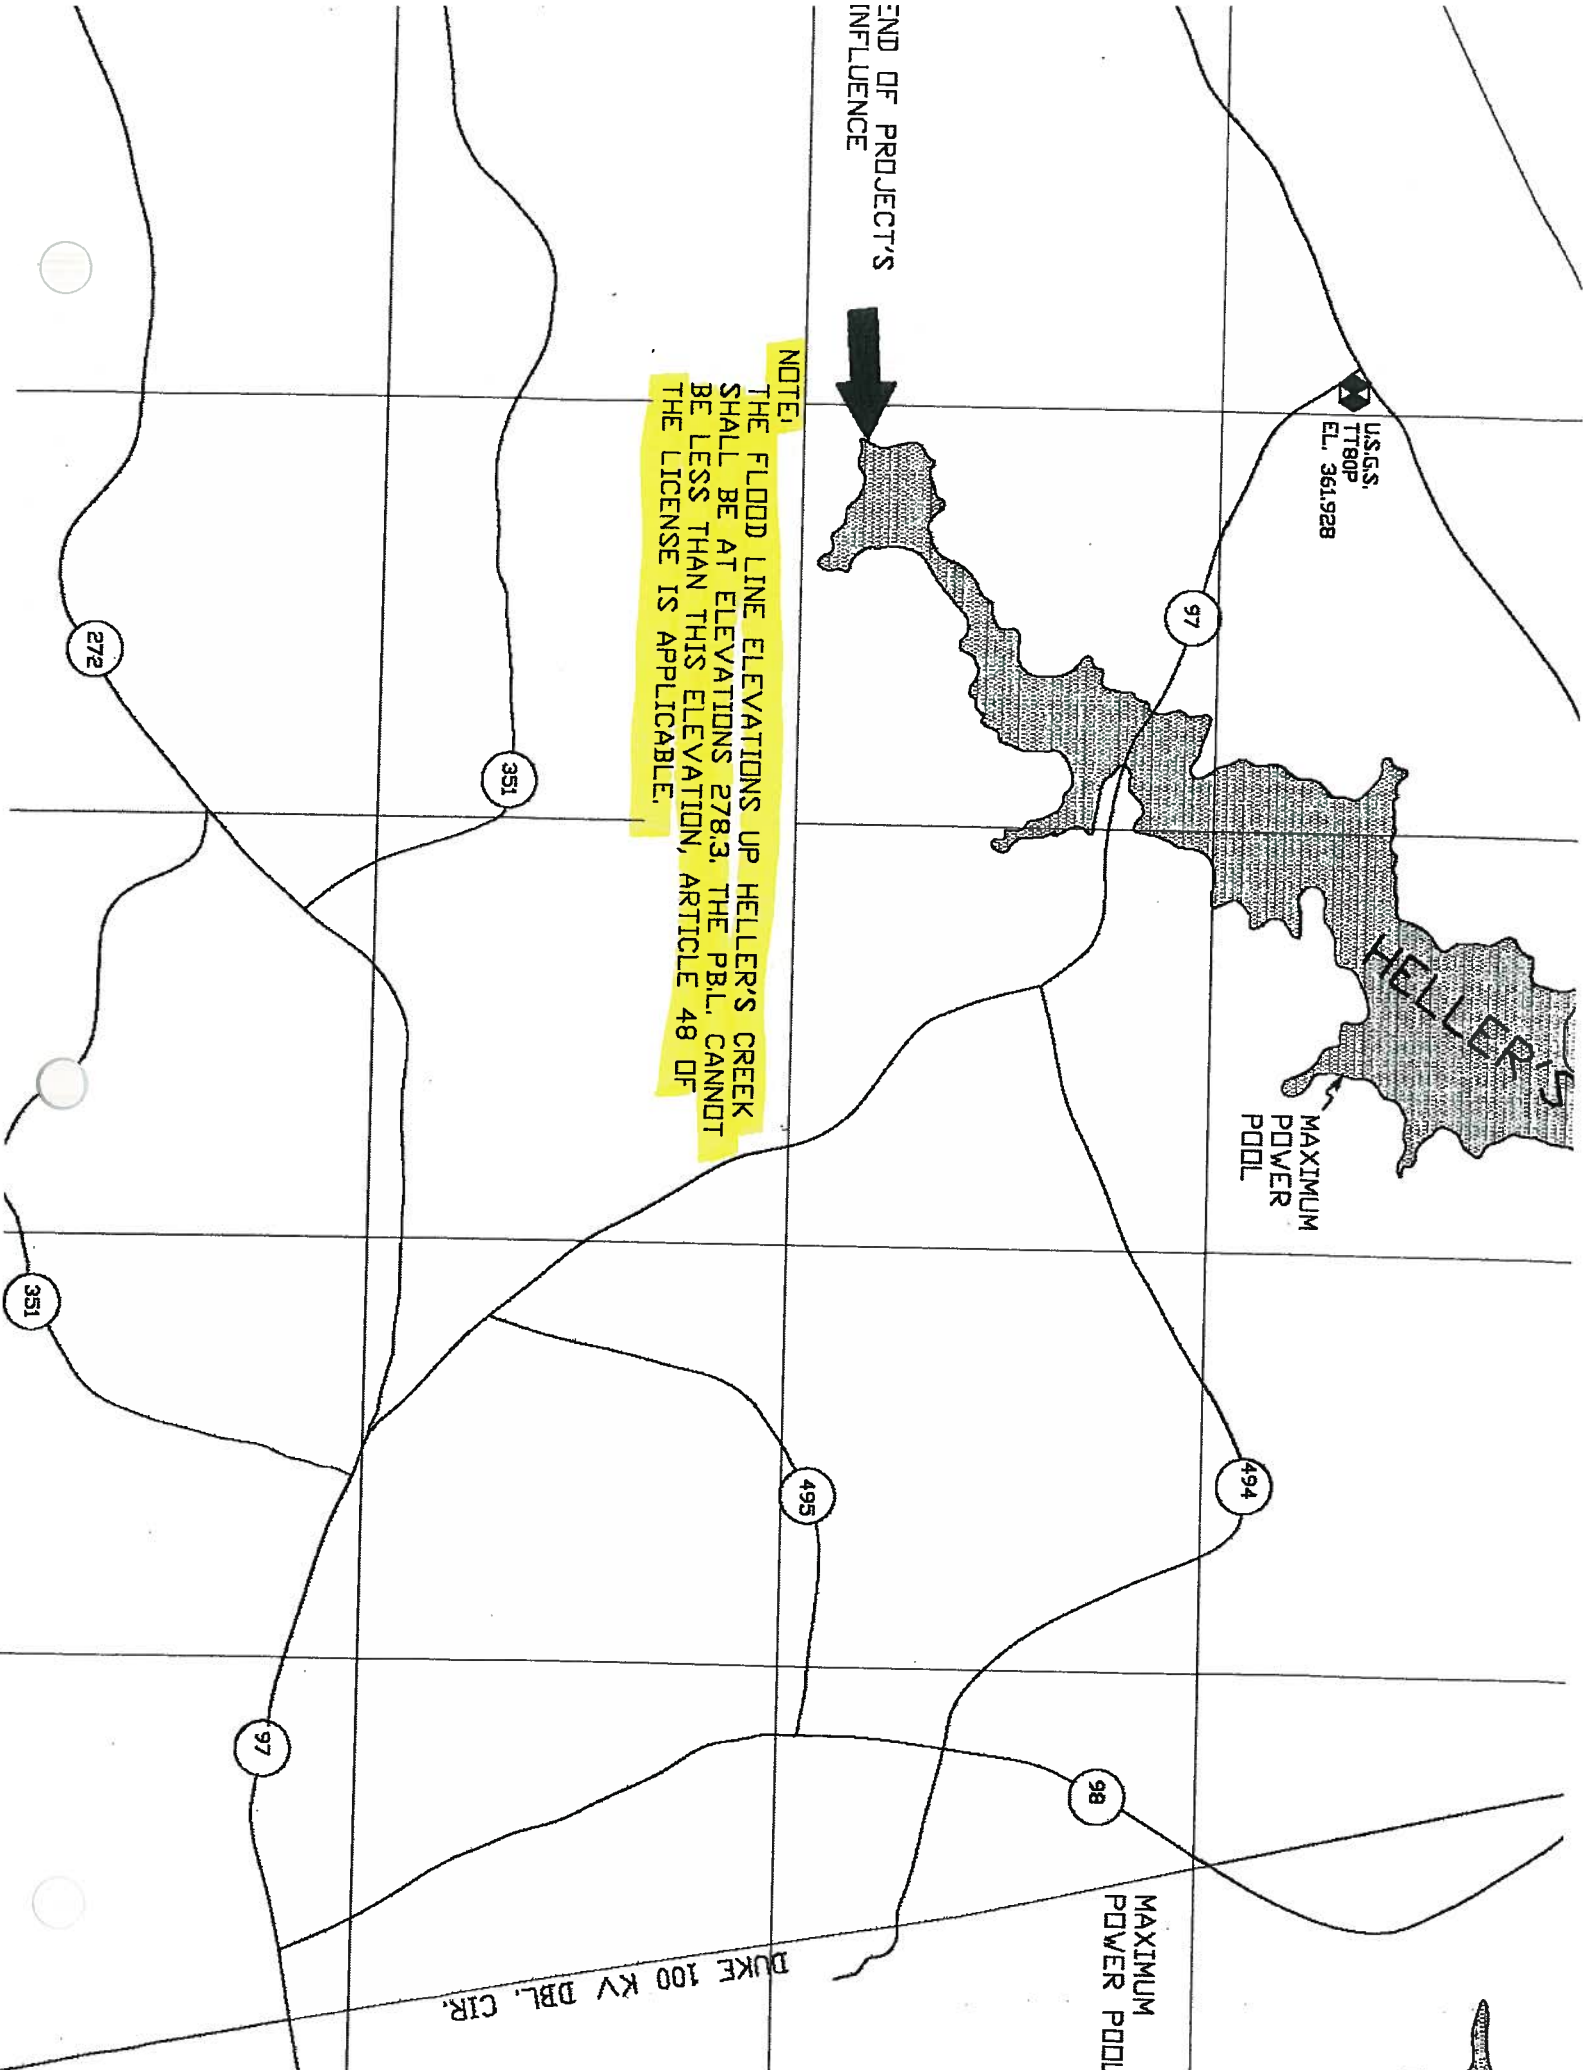 END OF PROJECT'S
INFLUENCE
U.S.G.S.
TT80P
EL. 361.928
97
NOTE:
THE FLOOD LINE ELEVATIONS UP HELLER'S CREEK
SHALL BE AT ELEVATIONS 278.3. THE P.B.L. CANNOT
BE LESS THAN THIS ELEVATION, ARTICLE 48 OF
THE LICENSE IS APPLICABLE.
272
351
HELLER'S
MAXIMUM
POWER
POOL
351
494
495
97
98
MAXIMUM
POWER POOL
DUKE 100 KV DBL. CIR.